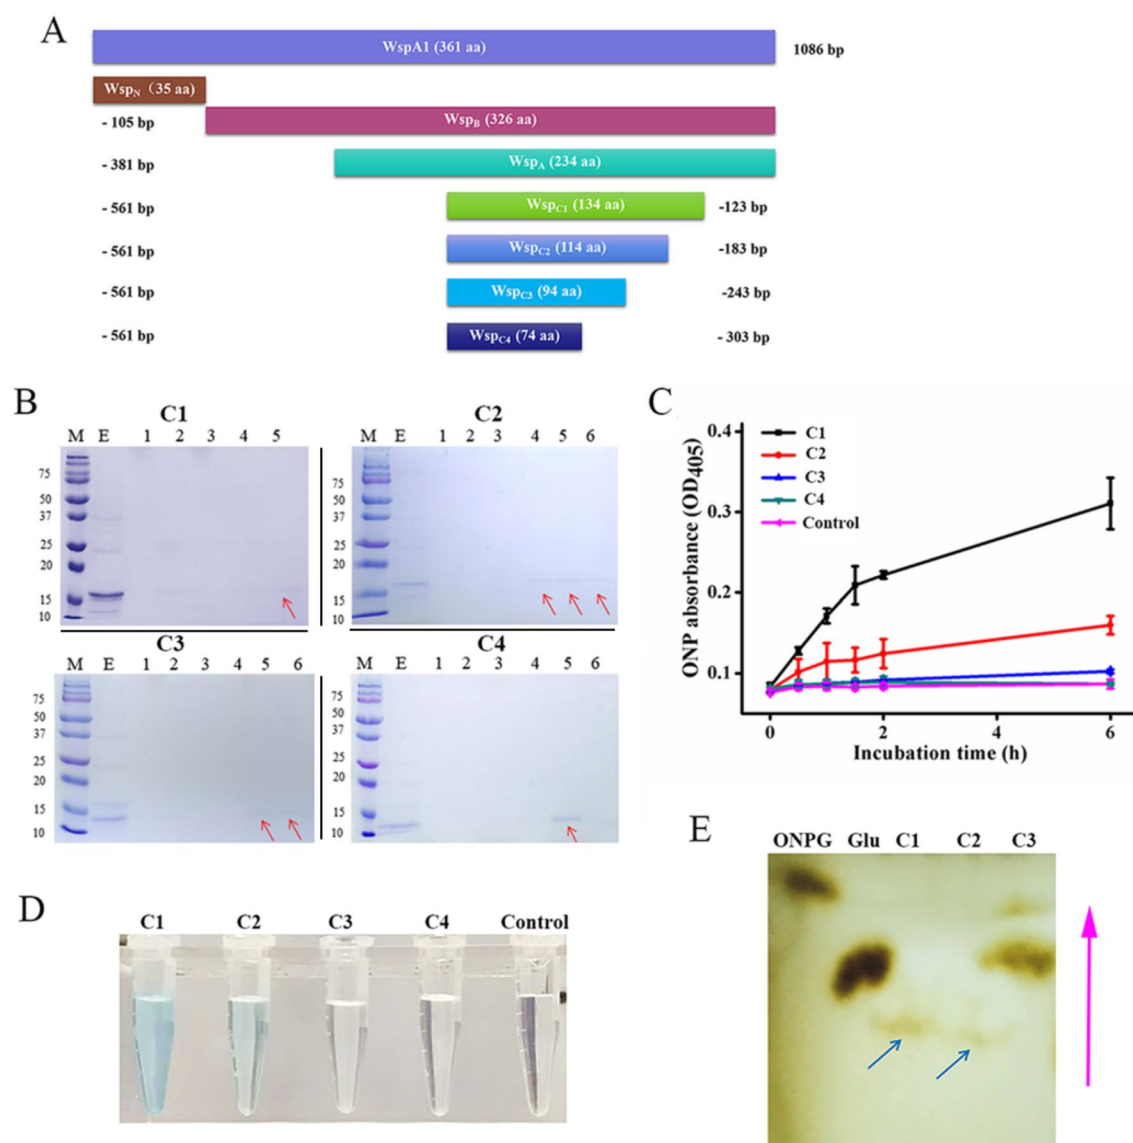 A
WspA1 (361 aa)
1086 bp
WspN (35 aa)
- 105 bp
WspB (326 aa)
-381 bp
WspA (234 aa)
- 561 bp
WspC1 (134 aa)
-123 bp
- 561 bp
WspC2 (114 aa)
-183 bp
- 561 bp
WspC3 (94 aa)
-243 bp
- 561 bp
WspC4 (74 aa)
- 303 bp
B
C1
M E 1 2 3 4 5
75
50
37
25
20
15
10
C2
M E 1 2 3 4 5 6
75
50
37
25
20
15
10
C3
M E 1 2 3 4 5 6
75
50
37
25
20
15
10
C4
M E 1 2 3 4 5 6
75
50
37
25
20
15
10
C
ONP absorbance (OD405)
0.4
0.3
0.2
0.1
C1
C2
C3
C4
Control
0 2 4 6
Incubation time (h)
D
C1 C2 C3 C4 Control
E
ONPG Glu C1 C2 C3